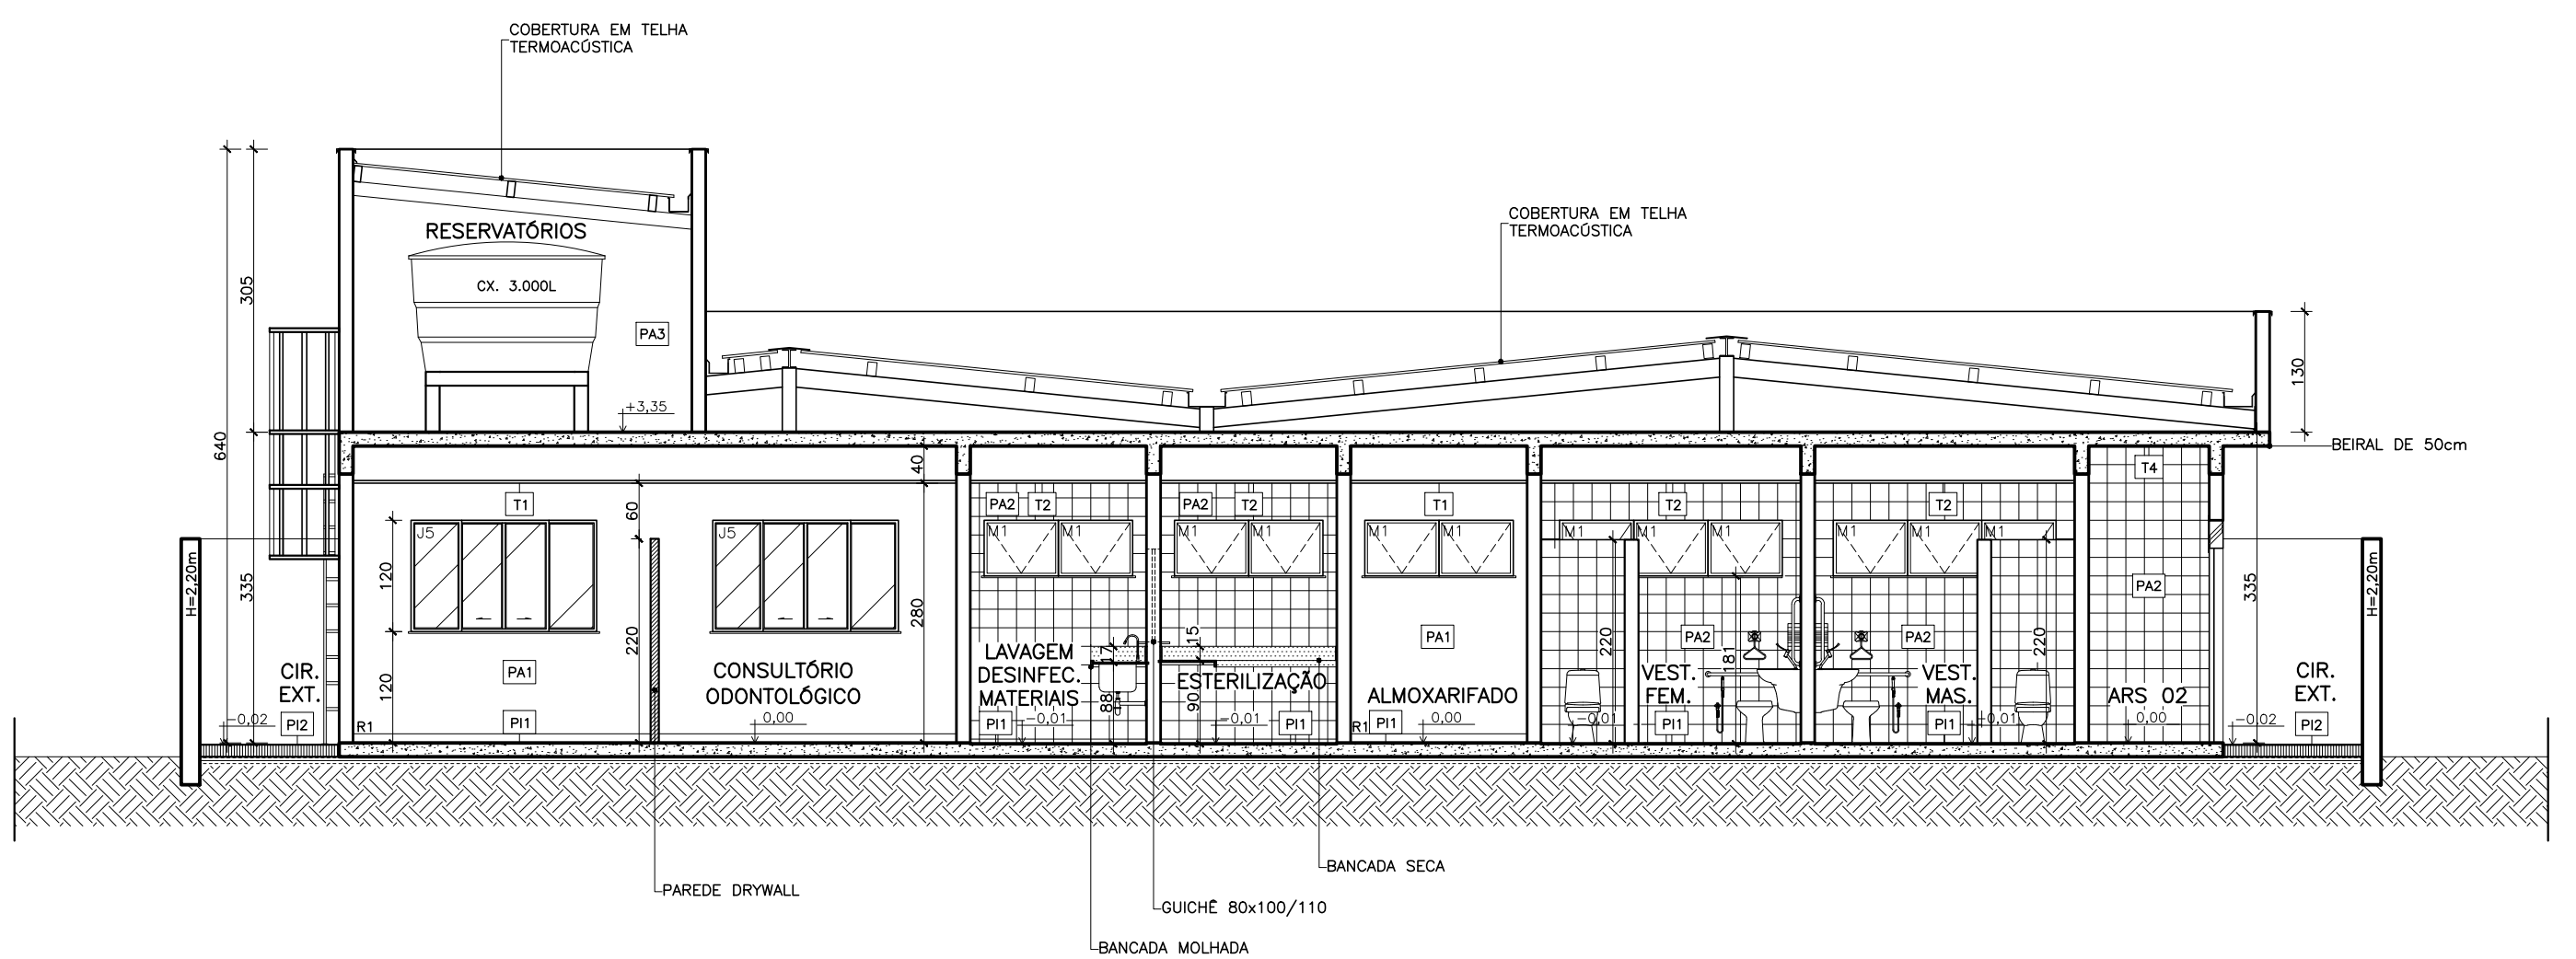 COBERTURA EM TELHA
TERMOACÚSTICA
COBERTURA EM TELHA
TERMOACÚSTICA
RESERVATÓRIOS
CX. 3.000L
PA3
+3,35
305
640
335
130
BEIRAL DE 50cm
40
T1
PA2
T2
PA2
T2
T1
T2
T2
T4
J5
J5
M1
M1
M1
M1
M1
M1
M1
M1
M1
M1
M1
M1
60
120
120
220
280
H=2,20m
H=2,20m
335
PA2
PA1
PA2
PA2
220
220
181
15
17
88
90
CIR.
EXT.
PI2
-0,02
R1
PA1
PI1
CONSULTÓRIO
ODONTOLÓGICO
0,00
LAVAGEM
DESINFEC.
MATERIAIS
PI1
-0,01
ESTERILIZAÇÃO
-0,01
PI1
ALMOXARIFADO
R1
PI1
0,00
-0,01
VEST.
FEM.
PI1
VEST.
MAS.
PI1
-0,01
ARS 02
0,00
-0,02
CIR.
EXT.
PI2
BANCADA SECA
PAREDE DRYWALL
GUICHÊ 80x100/110
BANCADA MOLHADA